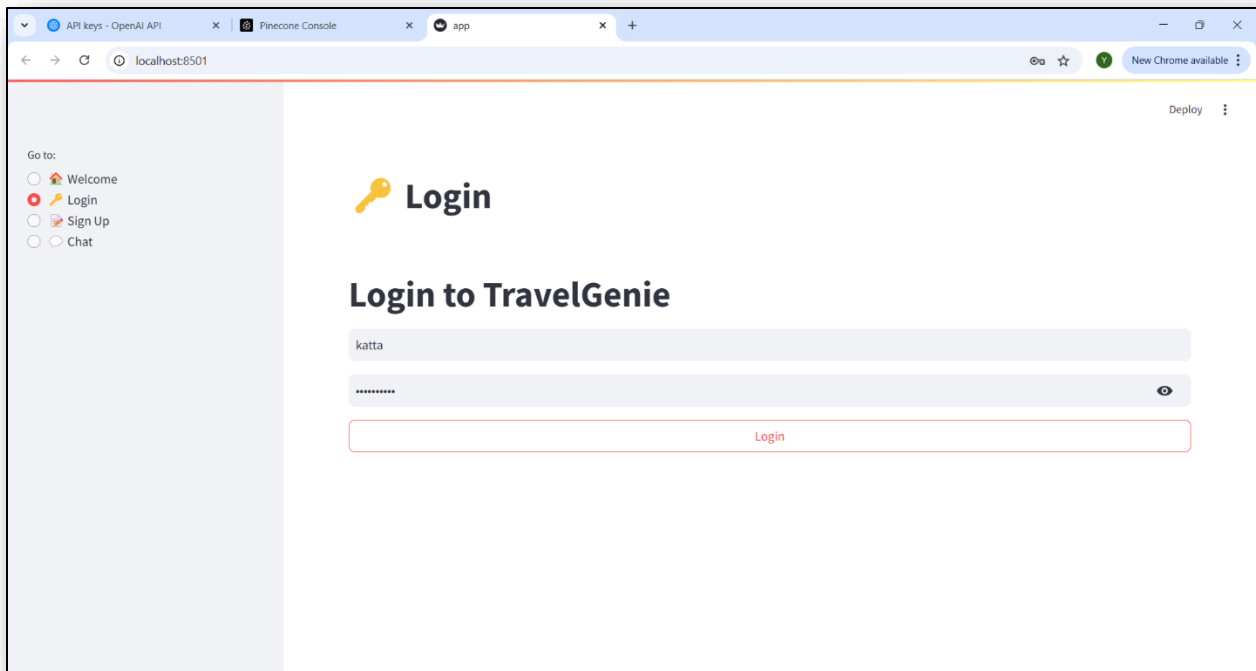 API keys - OpenAI API
Pinecone Console
app
localhost:8501
Y
New Chrome available
Deploy
Go to:
🏠 Welcome
🔑 Login
📝 Sign Up
💬 Chat
🔑 Login
Login to TravelGenie
katta
••••••••••
Login